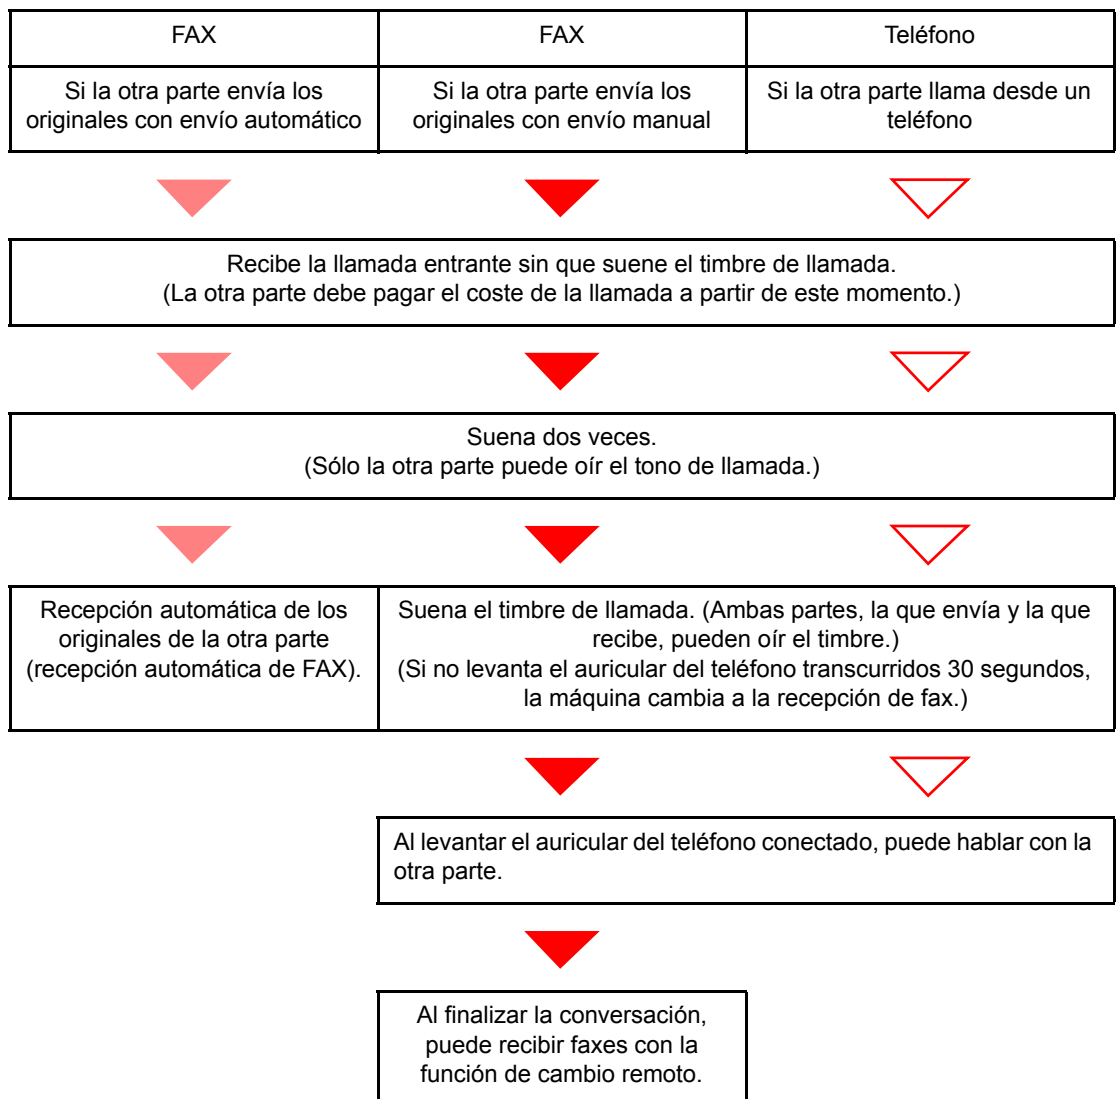 FAX
FAX
Teléfono
Si la otra parte envía los
originales con envío automático
Si la otra parte envía los
originales con envío manual
Si la otra parte llama desde un
teléfono
Recibe la llamada entrante sin que suene el timbre de llamada.
(La otra parte debe pagar el coste de la llamada a partir de este momento.)
Suena dos veces.
(Sólo la otra parte puede oír el tono de llamada.)
Recepción automática de los
originales de la otra parte
(recepción automática de FAX).
Suena el timbre de llamada. (Ambas partes, la que envía y la que
recibe, pueden oír el timbre.)
(Si no levanta el auricular del teléfono transcurridos 30 segundos,
la máquina cambia a la recepción de fax.)
Al levantar el auricular del teléfono conectado, puede hablar con la
otra parte.
Al finalizar la conversación,
puede recibir faxes con la
función de cambio remoto.